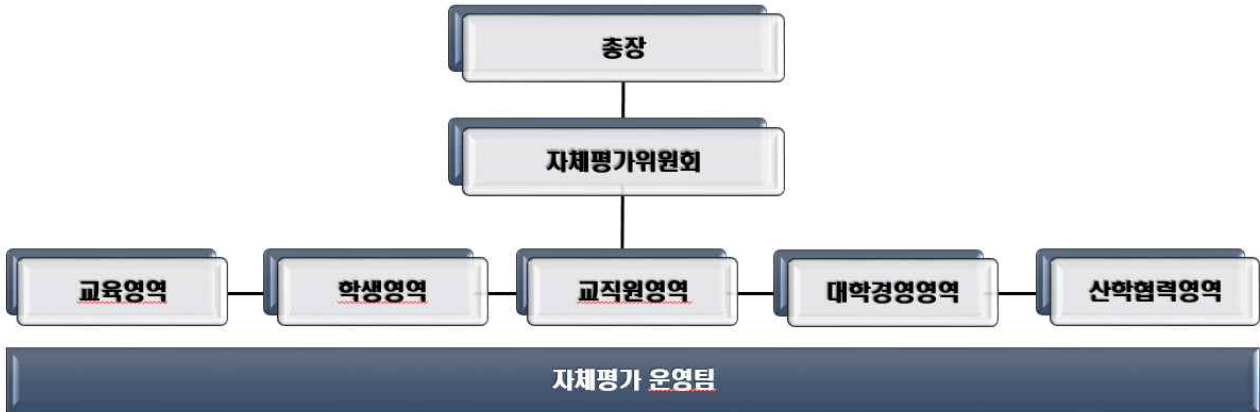 총장
자체평가위원회
교육영역
학생영역
교직원영역
대학경영영역
산학협력영역
자체평가 운영팀